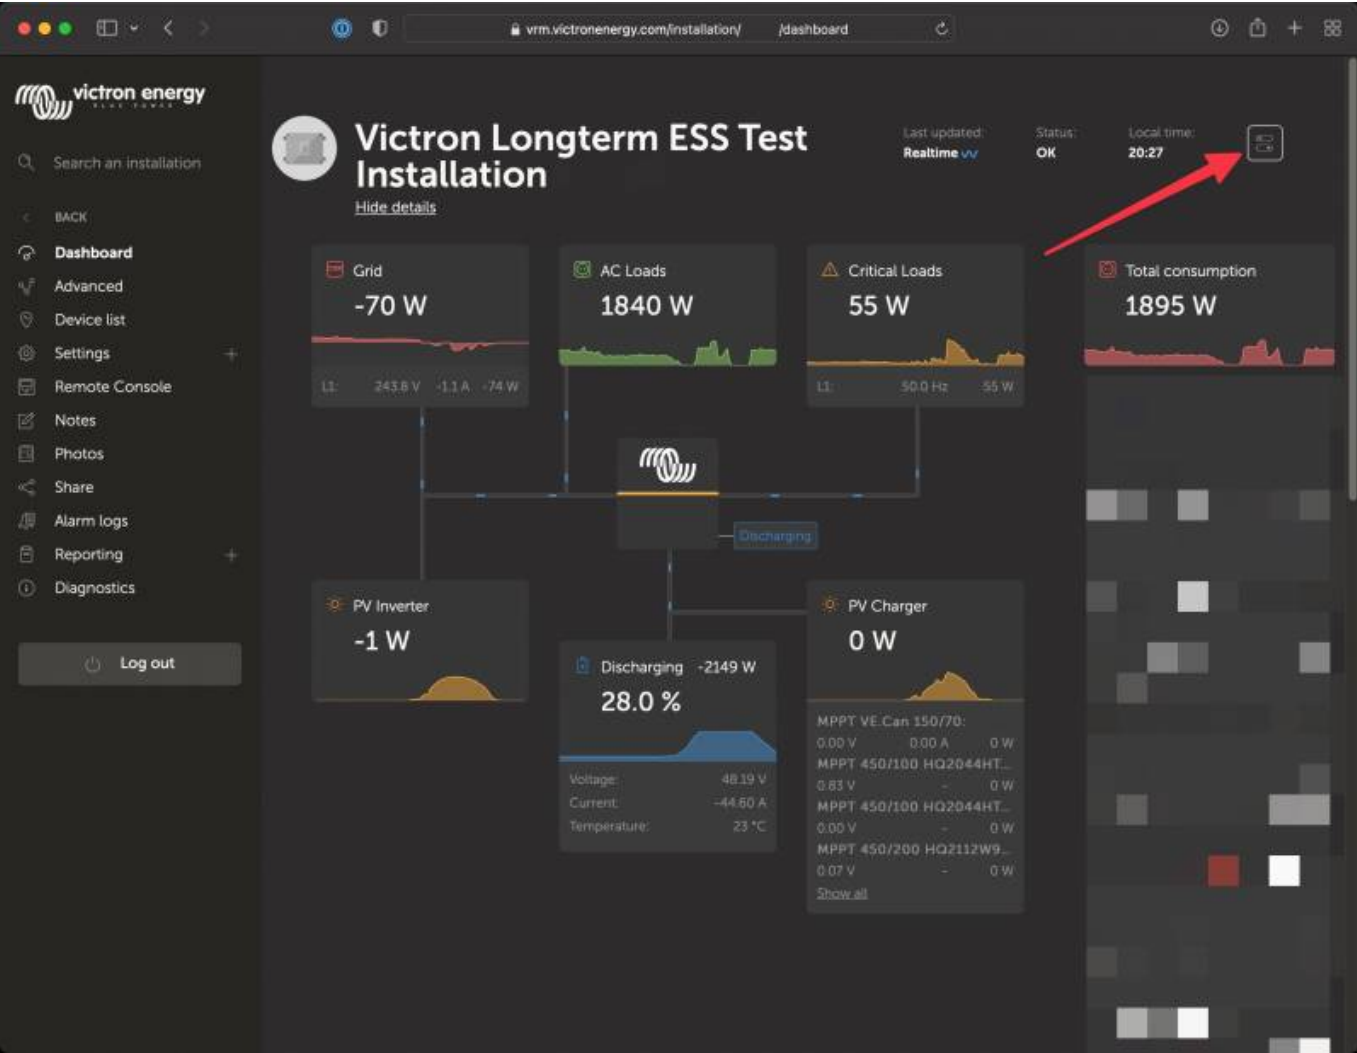 vrm.victronenergy.com/installation/ /dashboard
victron energy
BLUE POWER
Search an installation
BACK
Dashboard
Advanced
Device list
Settings
Remote Console
Notes
Photos
Share
Alarm logs
Reporting
Diagnostics
Log out
Victron Longterm ESS Test
Installation
Hide details
Last updated:
Realtime
Status:
OK
Local time:
20:27
Grid
-70 W
L1: 243.8 V -1.1 A -74 W
AC Loads
1840 W
Critical Loads
55 W
L1: 50.0 Hz 55 W
Total consumption
1895 W
Discharging
PV Inverter
-1 W
Discharging -2149 W
28.0 %
Voltage: 48.19 V
Current: -44.60 A
Temperature: 23 °C
PV Charger
0 W
MPPT VE.Can 150/70:
0.00 V 0.00 A 0 W
MPPT 450/100 HQ2044HT...
0.83 V - 0 W
MPPT 450/100 HQ2044HT...
0.00 V - 0 W
MPPT 450/200 HQ2112W9...
0.07 V - 0 W
Show all